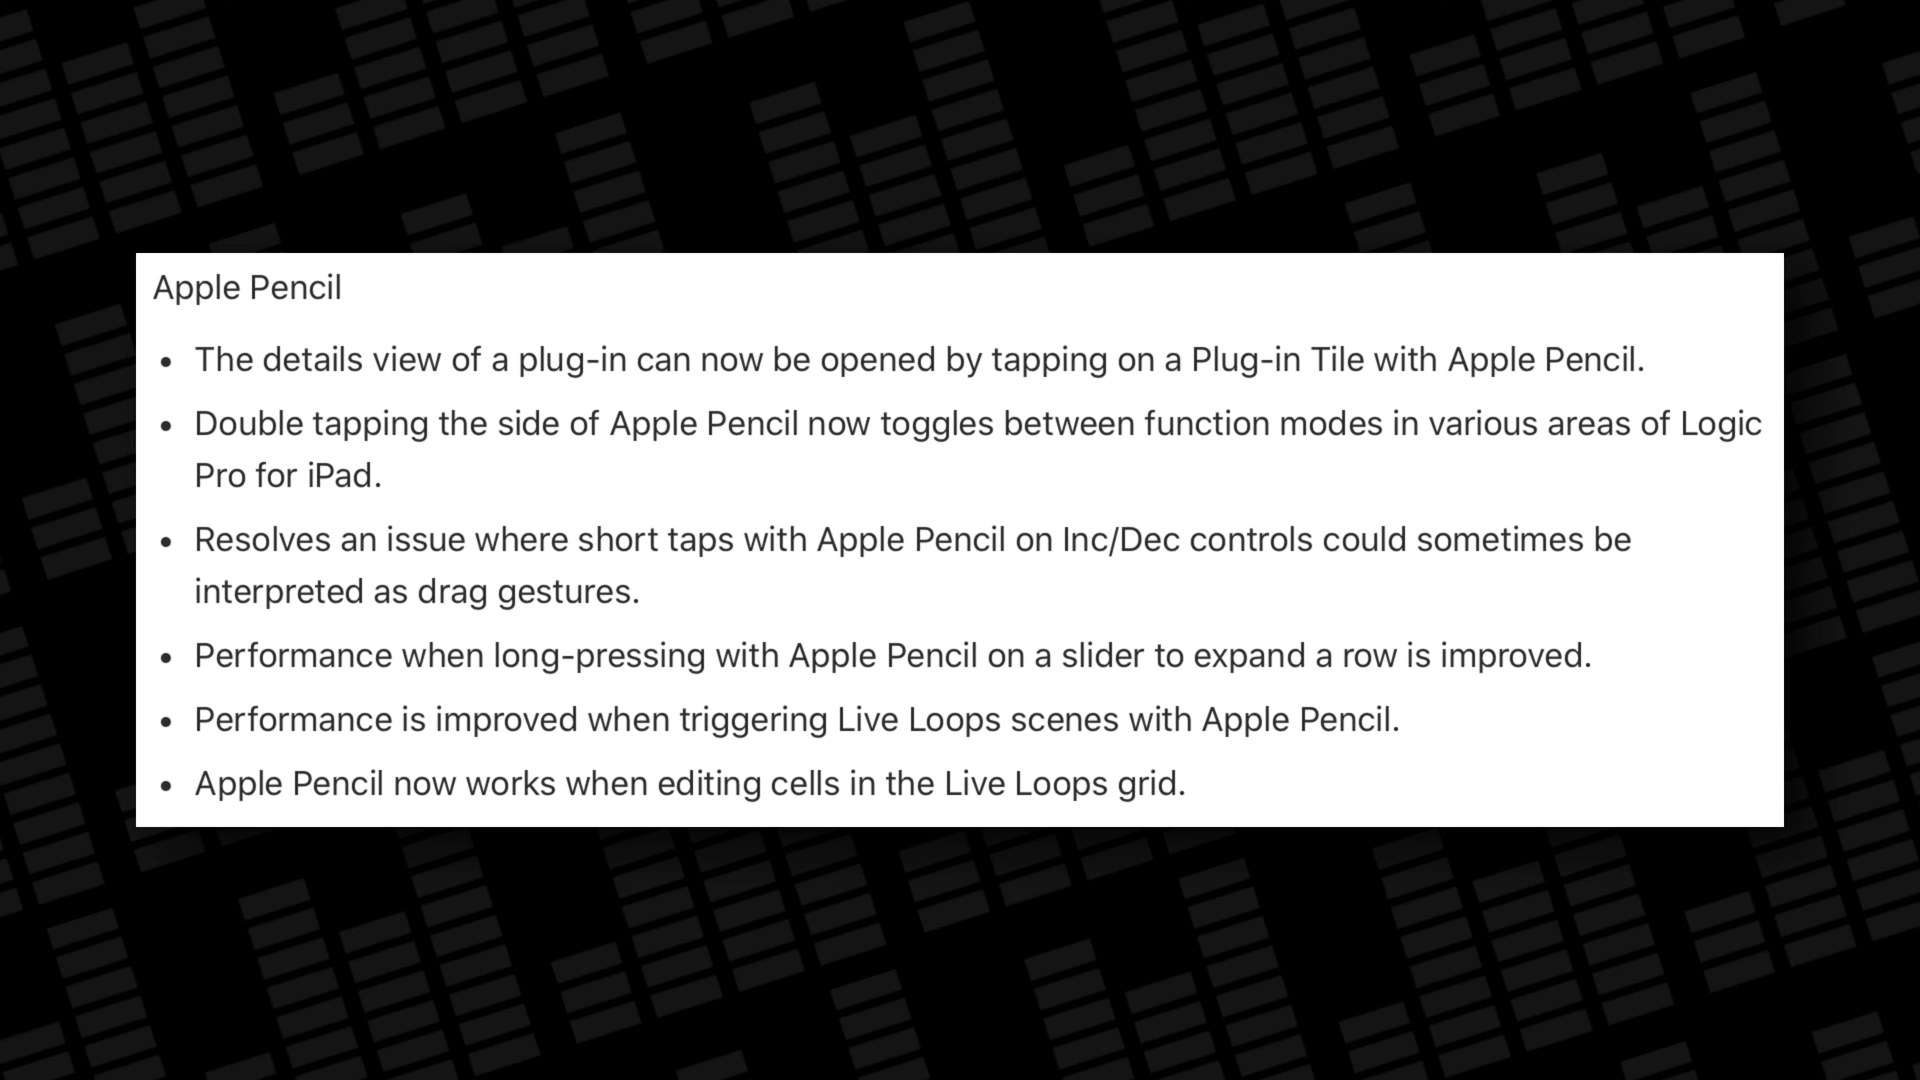 Apple Pencil
• The details view of a plug-in can now be opened by tapping on a Plug-in Tile with Apple Pencil.
• Double tapping the side of Apple Pencil now toggles between function modes in various areas of Logic
Pro for iPad.
• Resolves an issue where short taps with Apple Pencil on Inc/Dec controls could sometimes be
interpreted as drag gestures.
• Performance when long-pressing with Apple Pencil on a slider to expand a row is improved.
• Performance is improved when triggering Live Loops scenes with Apple Pencil.
• Apple Pencil now works when editing cells in the Live Loops grid.